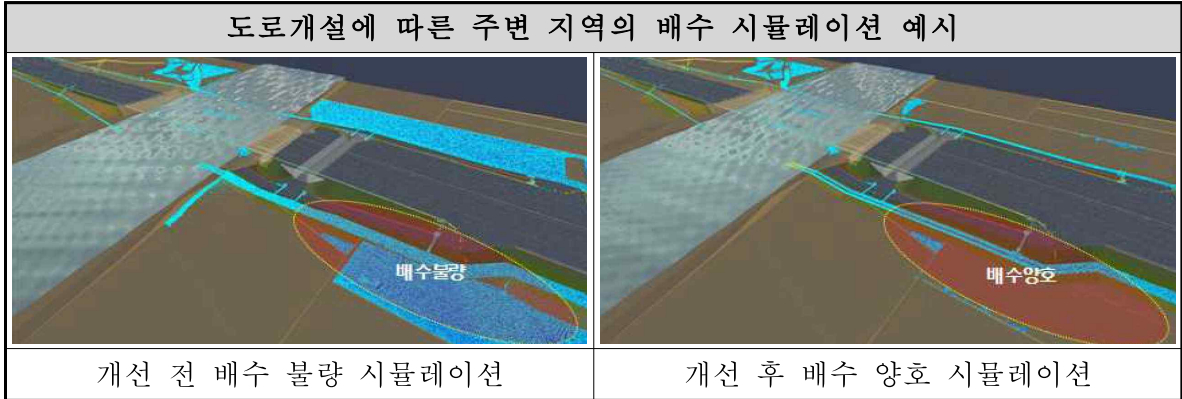 도로개설에 따른 주변 지역의 배수 시뮬레이션 예시
배수불량
배수양호
개선 전 배수 불량 시뮬레이션
개선 후 배수 양호 시뮬레이션